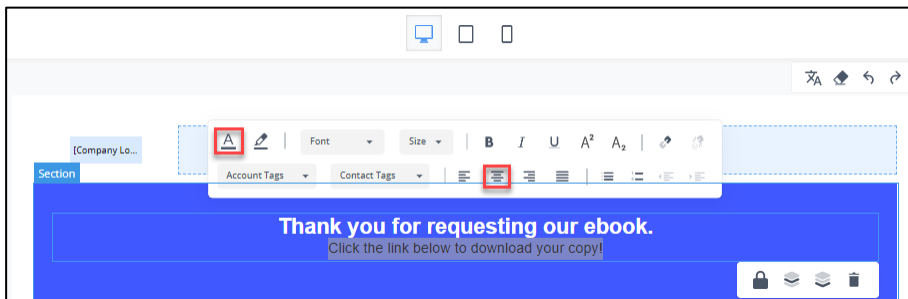 [Company Lo...
A
Font
Size
B I U A² A₂
Section
Account Tags
Contact Tags
Thank you for requesting our ebook.
Click the link below to download your copy!